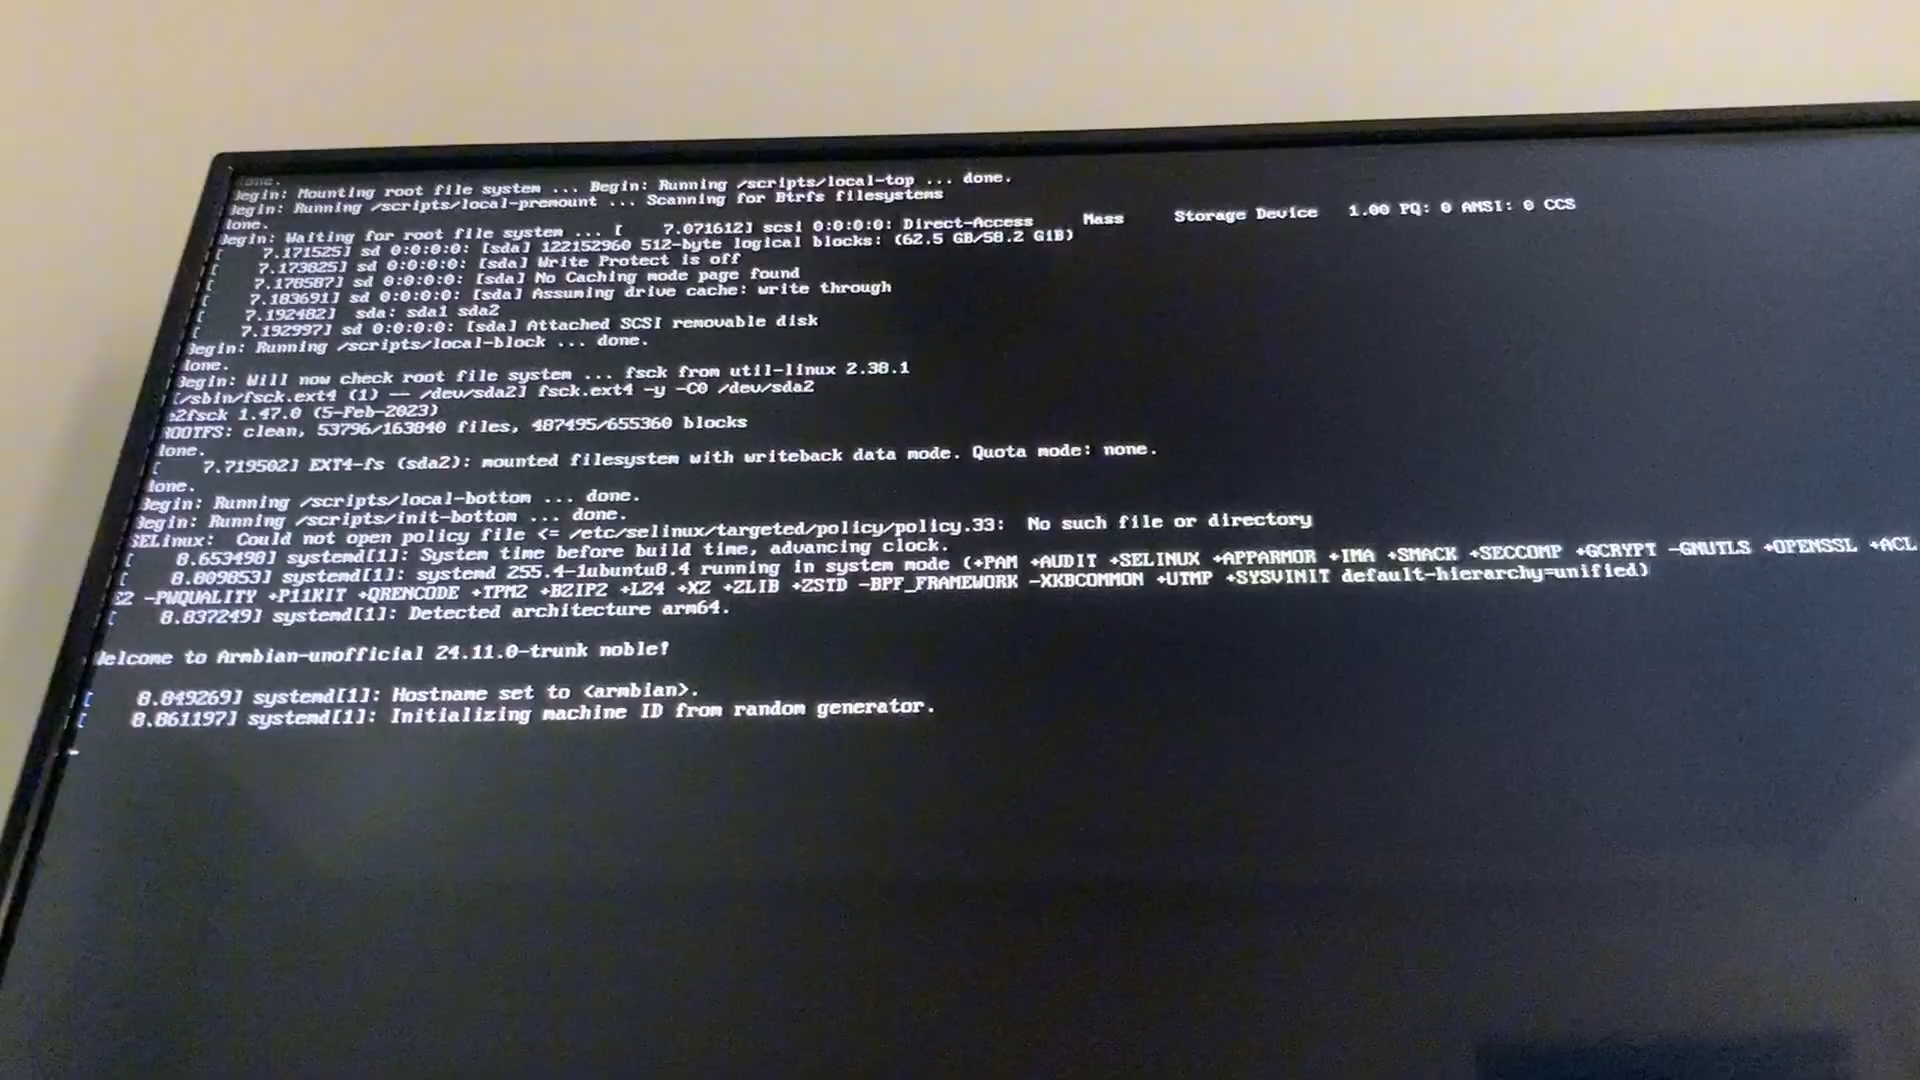 done.
Begin: Mounting root file system ... Begin: Running /scripts/local-top ... done.
Begin: Running /scripts/local-premount ... Scanning for Btrfs filesystems
done.
Begin: Waiting for root file system ... [    7.071612] scsi 0:0:0:0: Direct-Access     Mass     Storage Device   1.00 PQ: 0 ANSI: 0 CCS
[    7.171525] sd 0:0:0:0: [sda] 122152960 512-byte logical blocks: (62.5 GB/58.2 GiB)
[    7.173825] sd 0:0:0:0: [sda] Write Protect is off
[    7.178587] sd 0:0:0:0: [sda] No Caching mode page found
[    7.183691] sd 0:0:0:0: [sda] Assuming drive cache: write through
[    7.192482]  sda: sda1 sda2
[    7.192997] sd 0:0:0:0: [sda] Attached SCSI removable disk
Begin: Running /scripts/local-block ... done.
done.
Begin: Will now check root file system ... fsck from util-linux 2.38.1
[/sbin/fsck.ext4 (1) -- /dev/sda2] fsck.ext4 -y -C0 /dev/sda2
e2fsck 1.47.0 (5-Feb-2023)
ROOTFS: clean, 53796/163840 files, 487495/655360 blocks
done.
[    7.719502] EXT4-fs (sda2): mounted filesystem with writeback data mode. Quota mode: none.
done.
Begin: Running /scripts/local-bottom ... done.
Begin: Running /scripts/init-bottom ... done.
SELinux:  Could not open policy file <= /etc/selinux/targeted/policy/policy.33:  No such file or directory
[    8.653498] systemd[1]: System time before build time, advancing clock.
[    8.809853] systemd[1]: systemd 255.4-1ubuntu8.4 running in system mode (+PAM +AUDIT +SELINUX +APPARMOR +IMA +SMACK +SECCOMP +GCRYPT -GNUTLS +OPENSSL +ACL
E2 -PWQUALITY +P11KIT +QRENCODE +TPM2 +BZIP2 +LZ4 +XZ +ZLIB +ZSTD -BPF_FRAMEWORK -XKBCOMMON +UTMP +SYSVINIT default-hierarchy=unified)
[    8.837249] systemd[1]: Detected architecture arm64.
Welcome to Armbian-unofficial 24.11.0-trunk noble!
[    8.849269] systemd[1]: Hostname set to <armbian>.
[    8.861197] systemd[1]: Initializing machine ID from random generator.